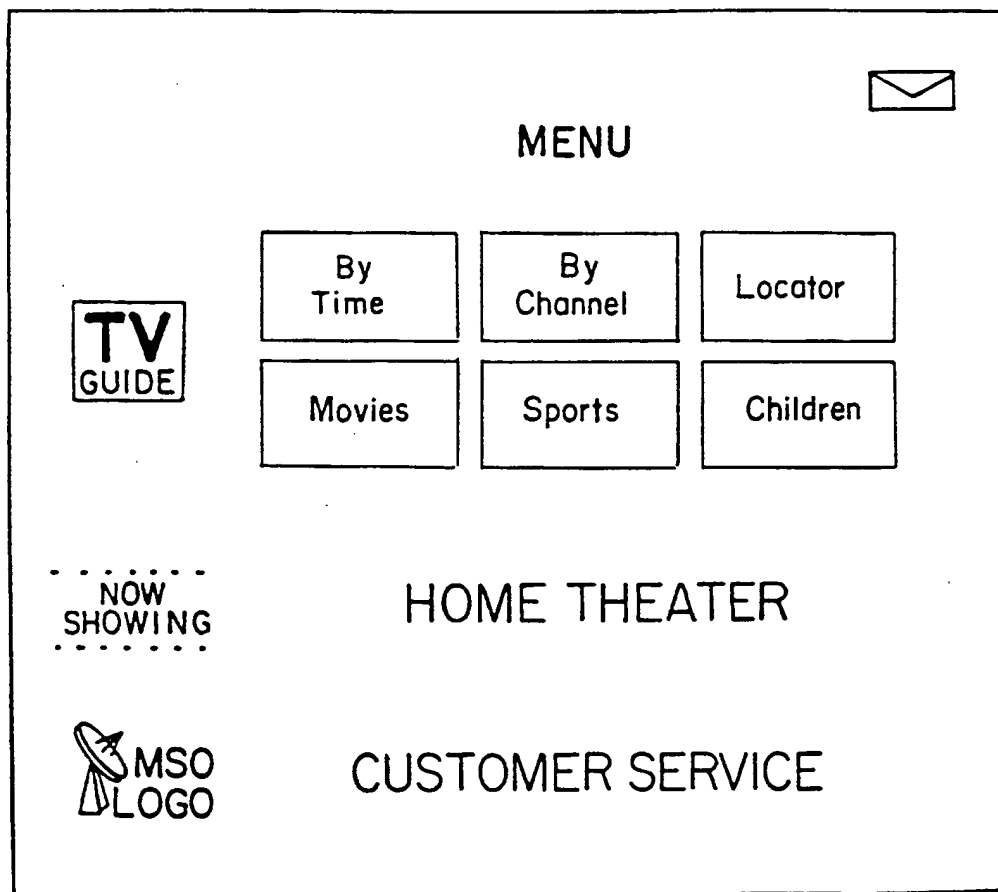 MENU
TV
GUIDE
By
Time
By
Channel
Locator
Movies
Sports
Children
NOW
SHOWING
HOME THEATER
MSO
LOGO
CUSTOMER SERVICE